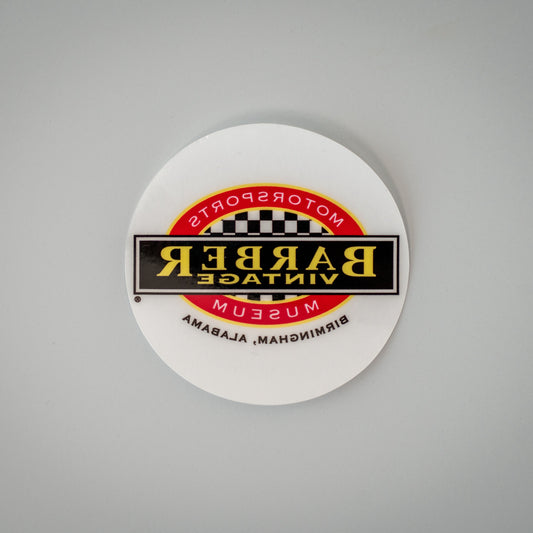 MOTORSPORTS
BARBER
VINTAGE
MUSEUM
BIRMINGHAM, ALABAMA
®